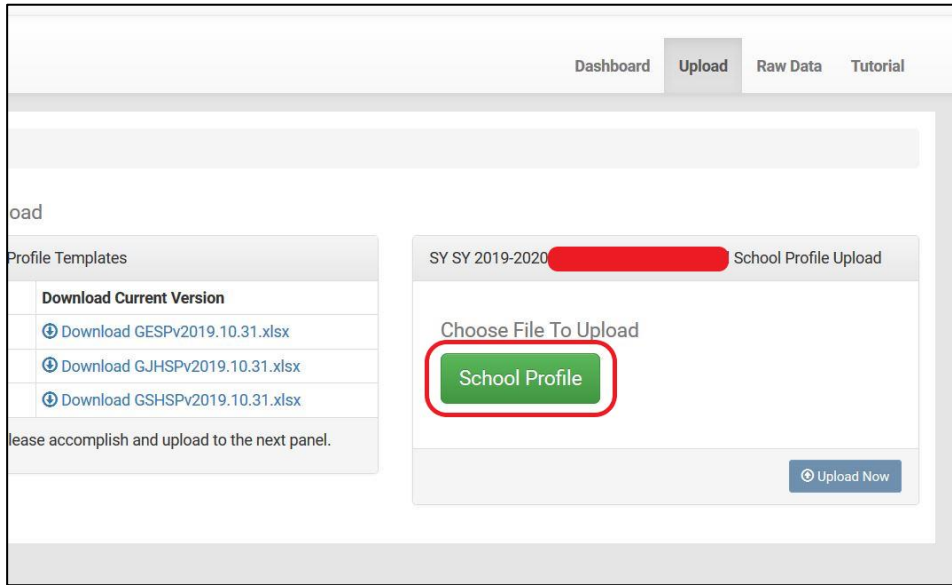 Dashboard Upload Raw Data Tutorial
oad
Profile Templates
Download Current Version
Download GESPv2019.10.31.xlsx
Download GJHSPv2019.10.31.xlsx
Download GSHSPv2019.10.31.xlsx
lease accomplish and upload to the next panel.
SY SY 2019-2020 School Profile Upload
Choose File To Upload
School Profile
Upload Now